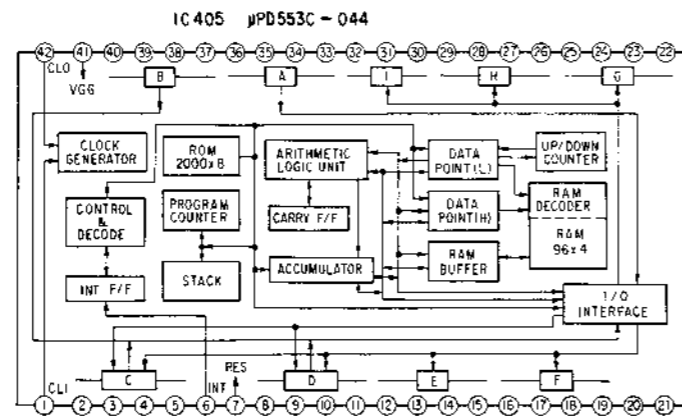 IC405 μPD553C-044
42 41 40 39 38 37 36 35 34 33 32 31 30 29 28 27 26 25 24 23 22
CLO
VGG
B A I H G
CLOCK
GENERATOR
ROM
2000x8
ARITHMETIC
LOGIC UNIT
DATA
POINT(L)
UP/DOWN
COUNTER
CONTROL
&
DECODE
PROGRAM
COUNTER
CARRY F/F
DATA
POINT(H)
RAM
DECODER
RAM
96x4
INT F/F
STACK
ACCUMULATOR
RAM
BUFFER
I/O
INTERFACE
RES
C D E F
CLI
INT
1 2 3 4 5 6 7 8 9 10 11 12 13 14 15 16 17 18 19 20 21